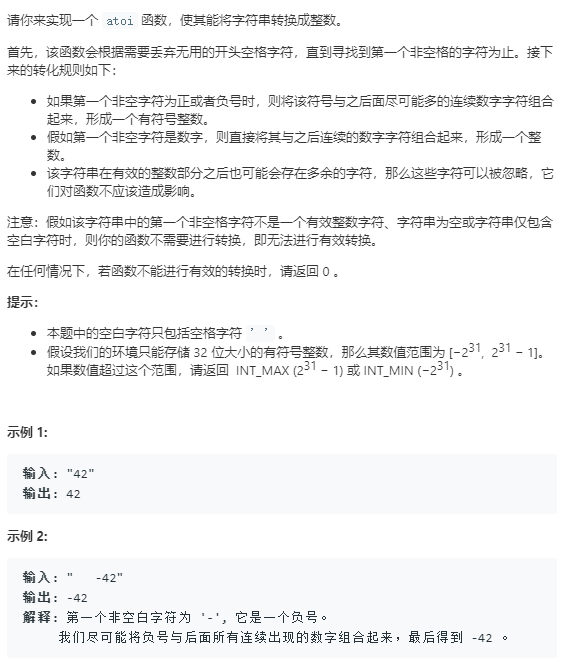 请你来实现一个 atoi 函数，使其能将字符串转换成整数。
首先，该函数会根据需要丢弃无用的开头空格字符，直到寻找到第一个非空格的字符为止。接下
来的转化规则如下：
• 如果第一个非空字符为正或者负号时，则将该符号与之后面尽可能多的连续数字字符组合
起来，形成一个有符号整数。
• 假如第一个非空字符是数字，则直接将其与之后连续的数字字符组合起来，形成一个整
数。
• 该字符串在有效的整数部分之后也可能会存在多余的字符，那么这些字符可以被忽略，它
们对函数不应该造成影响。
注意：假如该字符串中的第一个非空格字符不是一个有效整数字符、字符串为空或字符串仅包含
空白字符时，则你的函数不需要进行转换，即无法进行有效转换。
在任何情况下，若函数不能进行有效的转换时，请返回 0 。
提示：
• 本题中的空白字符只包括空格字符 ' ' 。
• 假设我们的环境只能存储 32 位大小的有符号整数，那么其数值范围为 [−2³¹, 2³¹ − 1]。
如果数值超过这个范围，请返回 INT_MAX (2³¹ − 1) 或 INT_MIN (−2³¹) 。
示例 1:
输入: "42"
输出: 42
示例 2:
输入: "   -42"
输出: -42
解释: 第一个非空白字符为 '-', 它是一个负号。
我们尽可能将负号与后面所有连续出现的数字组合起来，最后得到 -42 。